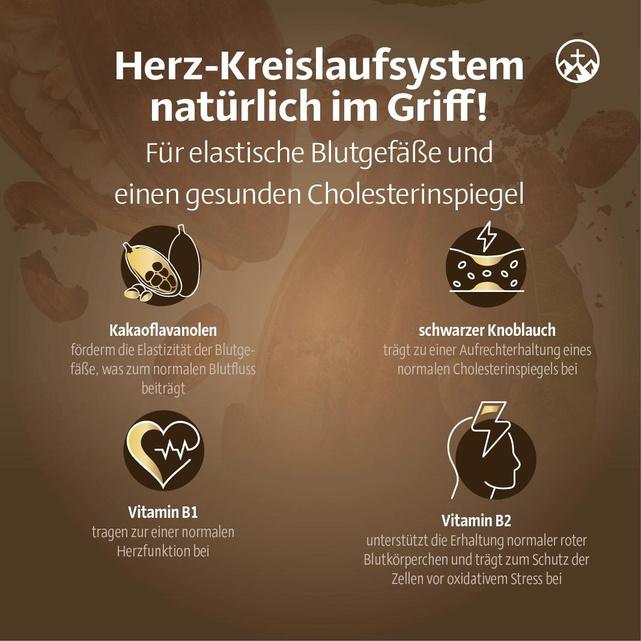 Herz-Kreislaufsystem
natürlich im Griff!
Für elastische Blutgefäße und
einen gesunden Cholesterinspiegel
Kakaoflavanolen
förderm die Elastizität der Blutge-
fäße, was zum normalen Blutfluss
beiträgt
schwarzer Knoblauch
trägt zu einer Aufrechterhaltung eines
normalen Cholesterinspiegels bei
Vitamin B1
tragen zur einer normalen
Herzfunktion bei
Vitamin B2
unterstützt die Erhaltung normaler roter
Blutkörperchen und trägt zum Schutz der
Zellen vor oxidativem Stress bei